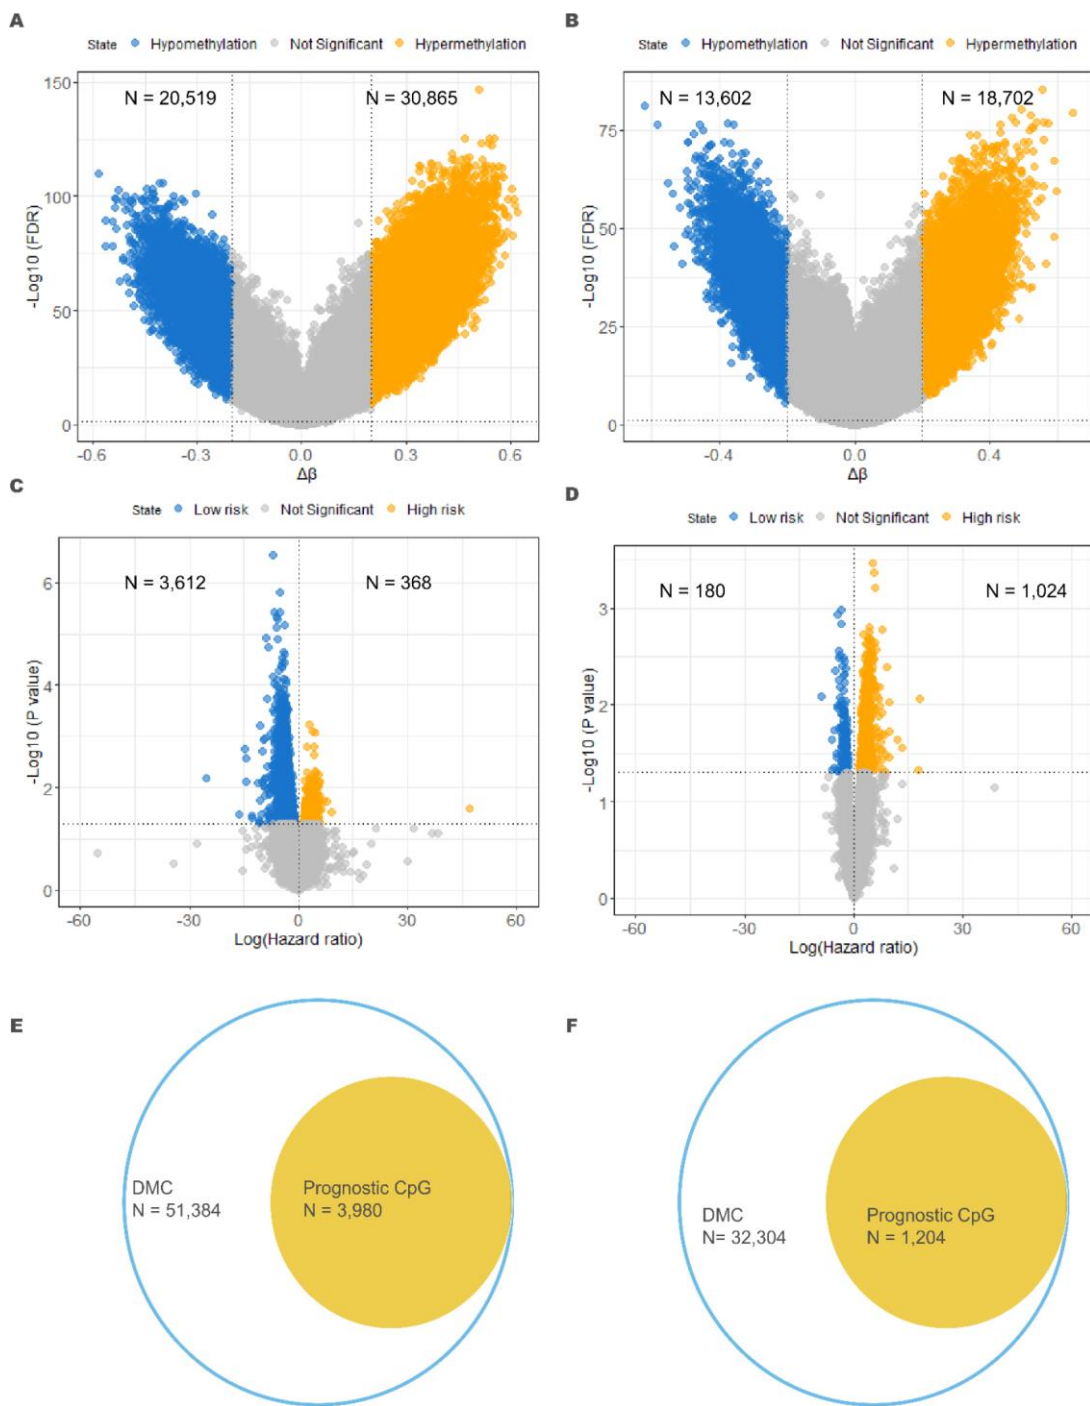 A
State Hypomethylation Not Significant Hypermethylation
N = 20,519
N = 30,865
-Log10 (FDR)
150
100
50
0
-0.6 -0.3 0.0 0.3 0.6
Δβ
B
State Hypomethylation Not Significant Hypermethylation
N = 13,602
N = 18,702
-Log10 (FDR)
75
50
25
0
-0.4 0.0 0.4
Δβ
C
State Low risk Not Significant High risk
N = 3,612
N = 368
-Log10 (P value)
6
4
2
0
-60 -30 0 30 60
Log(Hazard ratio)
D
State Low risk Not Significant High risk
N = 180
N = 1,024
-Log10 (P value)
3
2
1
0
-60 -30 0 30 60
Log(Hazard ratio)
E
DMC
N = 51,384
Prognostic CpG
N = 3,980
F
DMC
N= 32,304
Prognostic CpG
N = 1,204